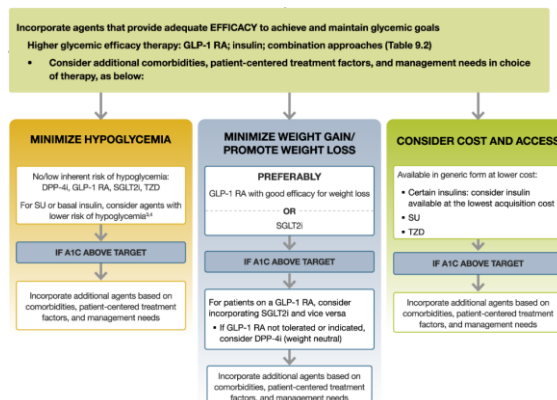 Incorporate agents that provide adequate EFFICACY to achieve and maintain glycemic goals
Higher glycemic efficacy therapy: GLP-1 RA; insulin; combination approaches (Table 9.2)
• Consider additional comorbidities, patient-centered treatment factors, and management needs in choice
of therapy, as below:
MINIMIZE HYPOGLYCEMIA
No/low inherent risk of hypoglycemia:
DPP-4i, GLP-1 RA, SGLT2i, TZD
For SU or basal insulin, consider agents with
lower risk of hypoglycemia3,4
IF A1C ABOVE TARGET
Incorporate additional agents based on
comorbidities, patient-centered treatment
factors, and management needs
MINIMIZE WEIGHT GAIN/
PROMOTE WEIGHT LOSS
PREFERABLY
GLP-1 RA with good efficacy for weight loss
OR
SGLT2i
IF A1C ABOVE TARGET
For patients on a GLP-1 RA, consider
incorporating SGLT2i and vice versa
• If GLP-1 RA not tolerated or indicated,
consider DPP-4i (weight neutral)
Incorporate additional agents based on
comorbidities, patient-centered treatment
factors, and management needs
CONSIDER COST AND ACCESS
Available in generic form at lower cost:
• Certain insulins: consider insulin
available at the lowest acquisition cost
• SU
• TZD
IF A1C ABOVE TARGET
Incorporate additional agents based on
comorbidities, patient-centered treatment
factors, and management needs